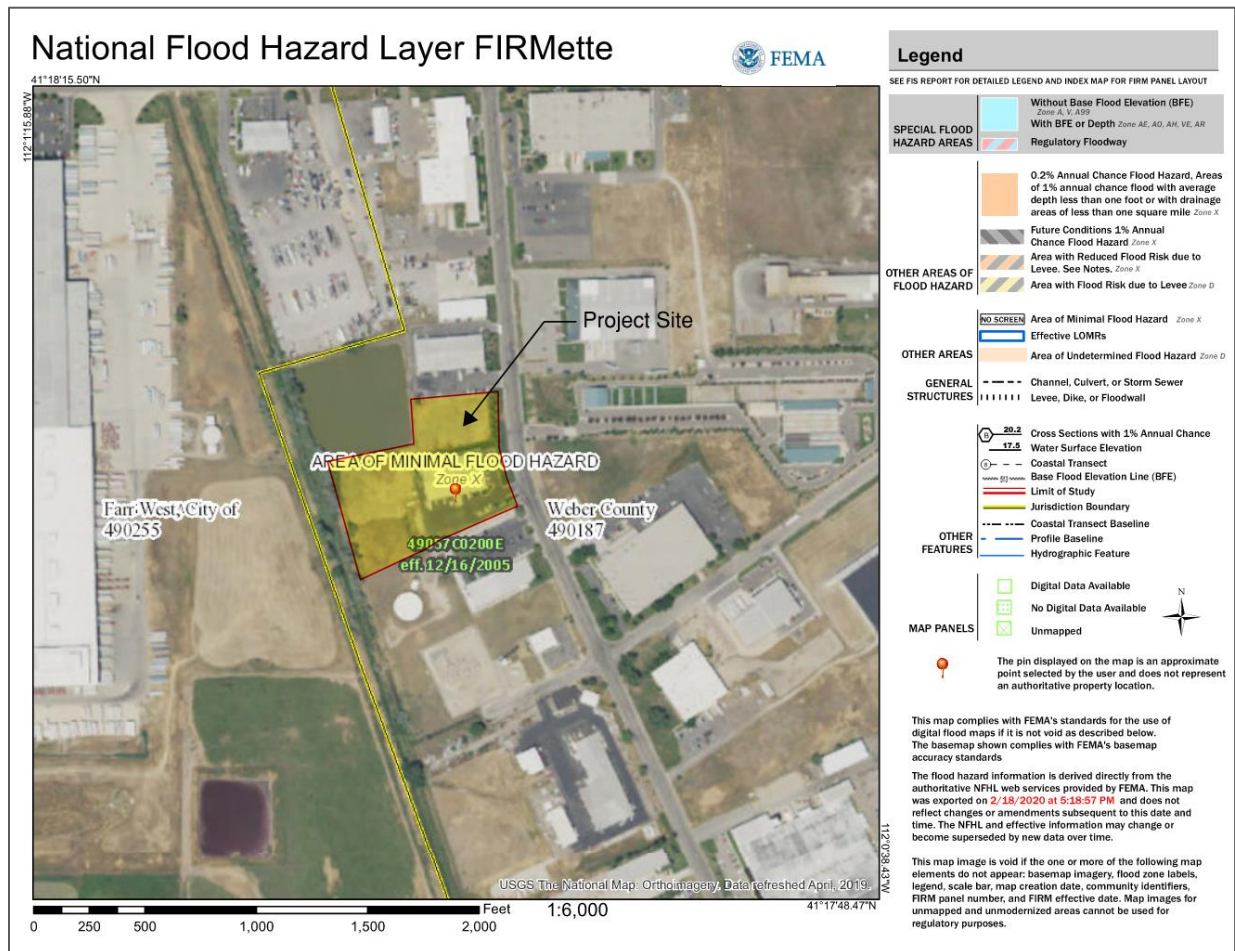 National Flood Hazard Layer FIRMette
FEMA
41°18'15.50"N
112°1'15.88"W
Project Site
AREA OF MINIMAL FLOOD HAZARD
Zone X
Farr West, City of
490255
Weber County
490187
49057C0200E
eff. 12/16/2005
USGS The National Map: Orthoimagery. Data refreshed April, 2019.
112°0'38.43"W
41°17'48.47"N
Feet
1:6,000
0 250 500 1,000 1,500 2,000
Legend
SEE FIS REPORT FOR DETAILED LEGEND AND INDEX MAP FOR FIRM PANEL LAYOUT
SPECIAL FLOOD
HAZARD AREAS
Without Base Flood Elevation (BFE)
Zone A, V, A99
With BFE or Depth Zone AE, AO, AH, VE, AR
Regulatory Floodway
OTHER AREAS OF
FLOOD HAZARD
0.2% Annual Chance Flood Hazard, Areas
of 1% annual chance flood with average
depth less than one foot or with drainage
areas of less than one square mile Zone X
Future Conditions 1% Annual
Chance Flood Hazard Zone X
Area with Reduced Flood Risk due to
Levee. See Notes. Zone X
Area with Flood Risk due to Levee Zone D
OTHER AREAS
NO SCREEN Area of Minimal Flood Hazard Zone X
Effective LOMRs
Area of Undetermined Flood Hazard Zone D
GENERAL
STRUCTURES
Channel, Culvert, or Storm Sewer
Levee, Dike, or Floodwall
OTHER
FEATURES
B 20.2 Cross Sections with 1% Annual Chance
17.5 Water Surface Elevation
8 Coastal Transect
Base Flood Elevation Line (BFE)
Limit of Study
Jurisdiction Boundary
Coastal Transect Baseline
Profile Baseline
Hydrographic Feature
MAP PANELS
Digital Data Available
No Digital Data Available
Unmapped
N
The pin displayed on the map is an approximate
point selected by the user and does not represent
an authoritative property location.
This map complies with FEMA's standards for the use of
digital flood maps if it is not void as described below.
The basemap shown complies with FEMA's basemap
accuracy standards
The flood hazard information is derived directly from the
authoritative NFHL web services provided by FEMA. This map
was exported on 2/18/2020 at 5:18:57 PM and does not
reflect changes or amendments subsequent to this date and
time. The NFHL and effective information may change or
become superseded by new data over time.
This map image is void if the one or more of the following map
elements do not appear: basemap imagery, flood zone labels,
legend, scale bar, map creation date, community identifiers,
FIRM panel number, and FIRM effective date. Map images for
unmapped and unmodernized areas cannot be used for
regulatory purposes.